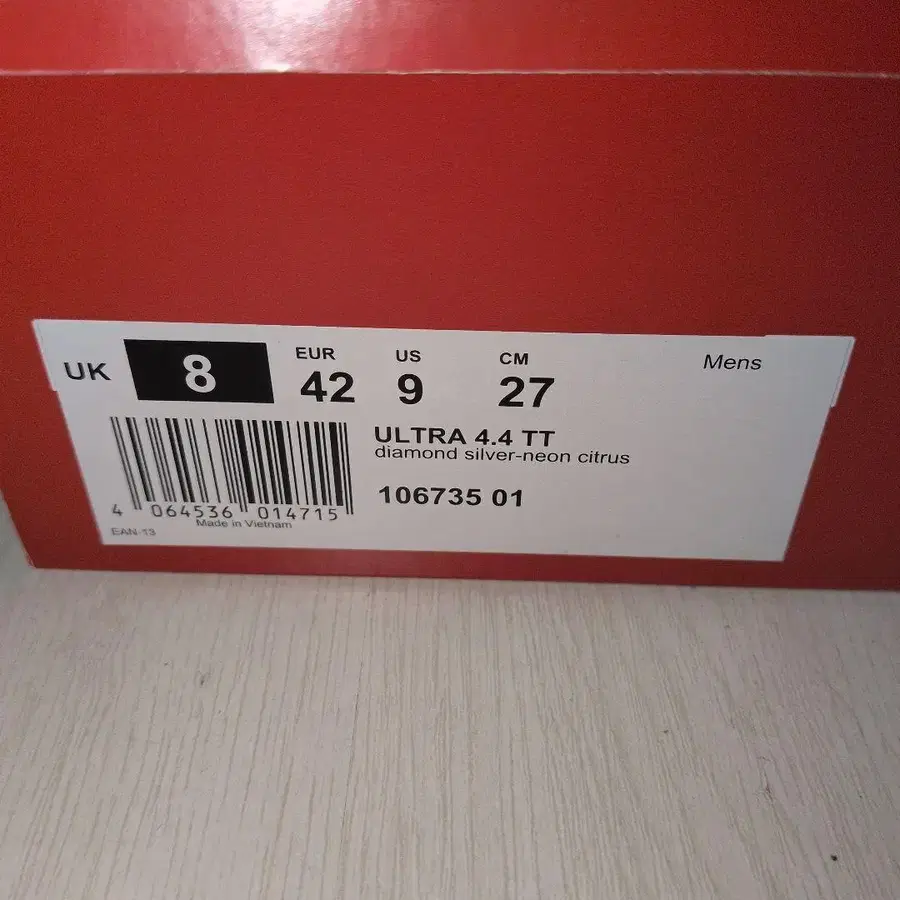 UK 8 EUR 42 US 9 CM 27 Mens
ULTRA 4.4 TT
diamond silver-neon citrus
106735 01
4 064536 014715
Made in Vietnam
EAN-13